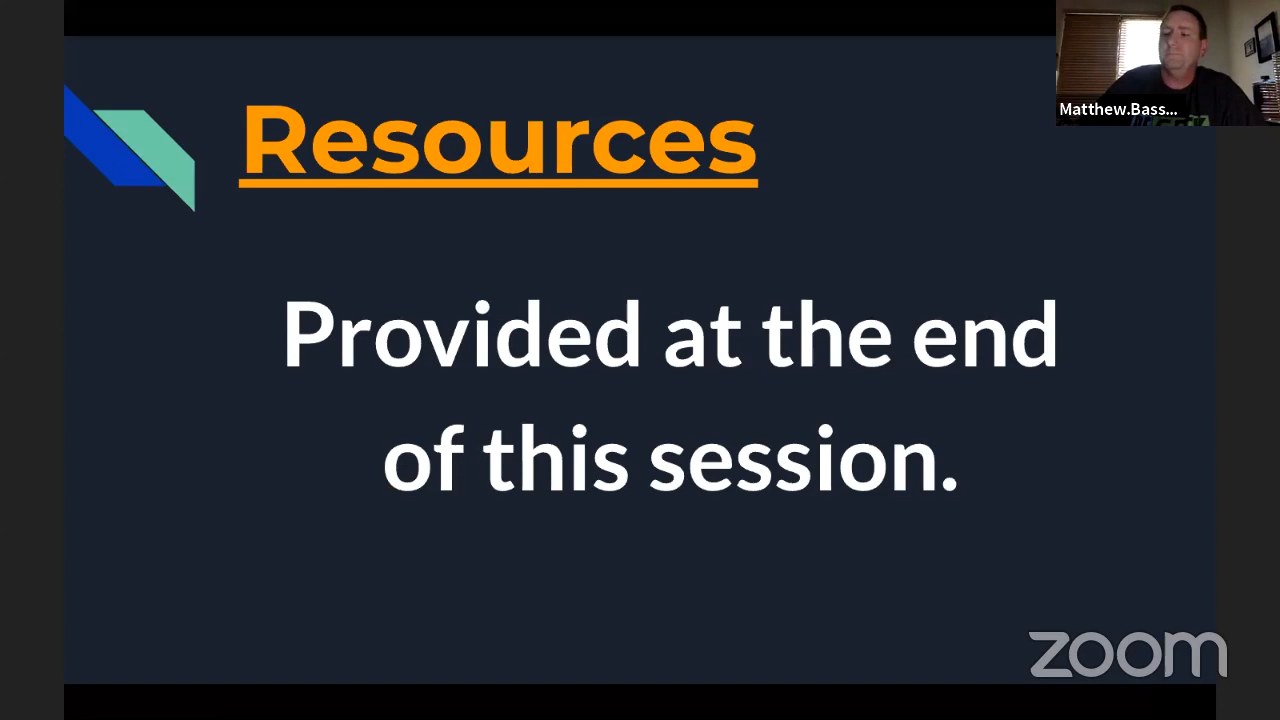 Resources
Matthew.Bass...
Provided at the end
of this session.
zoom